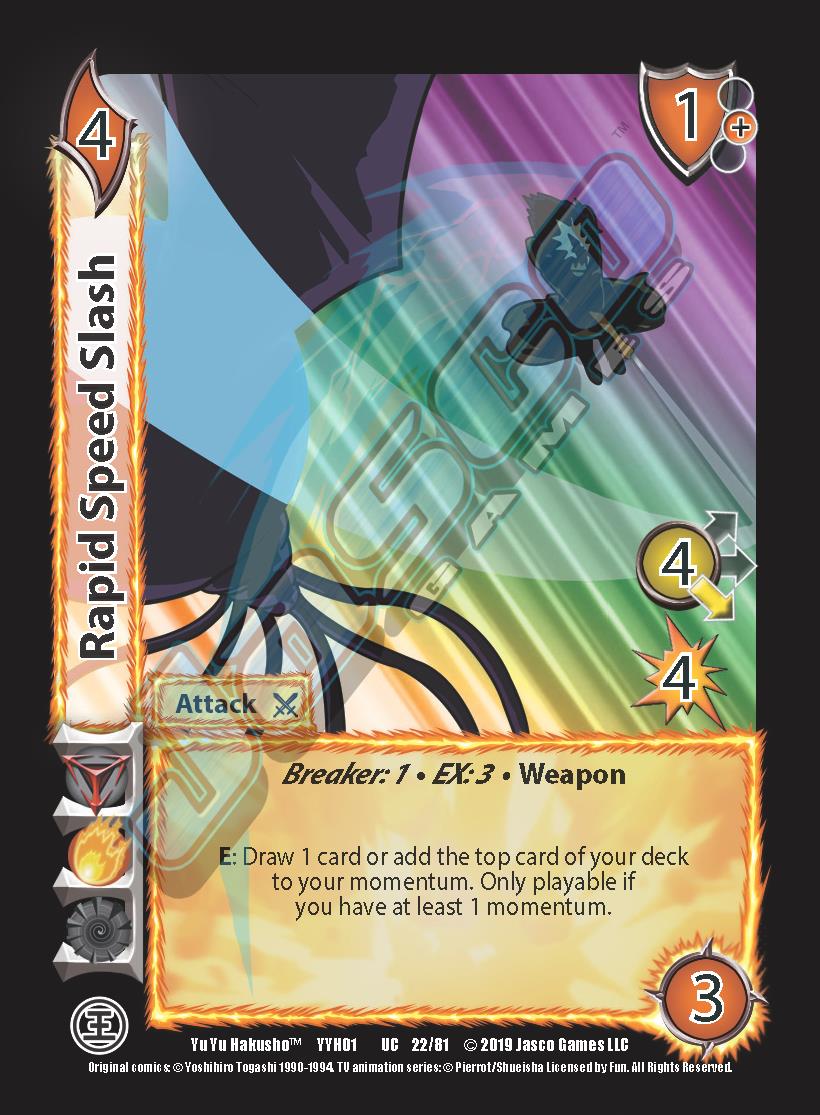 4
1
+
TM
Rapid Speed Slash
JASCO
GAMES
4
4
Attack
Breaker: 1 • EX: 3 • Weapon
E: Draw 1 card or add the top card of your deck
to your momentum. Only playable if
you have at least 1 momentum.
3
Yu Yu Hakusho™ YYH01 UC 22/81 © 2019 Jasco Games LLC
Original comics: © Yoshihiro Togashi 1990-1994. TV animation series: © Pierrot/Shueisha Licensed by Fun. All Rights Reserved.